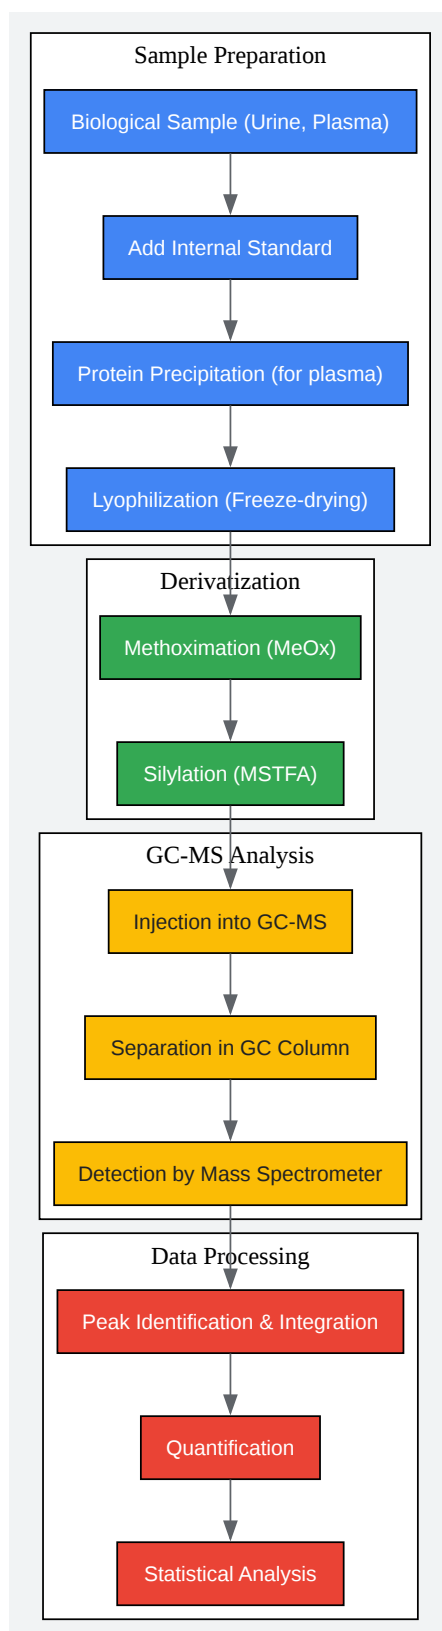 Sample Preparation
Biological Sample (Urine, Plasma)
Add Internal Standard
Protein Precipitation (for plasma)
Lyophilization (Freeze-drying)
Derivatization
Methoximation (MeOx)
Silylation (MSTFA)
GC-MS Analysis
Injection into GC-MS
Separation in GC Column
Detection by Mass Spectrometer
Data Processing
Peak Identification & Integration
Quantification
Statistical Analysis